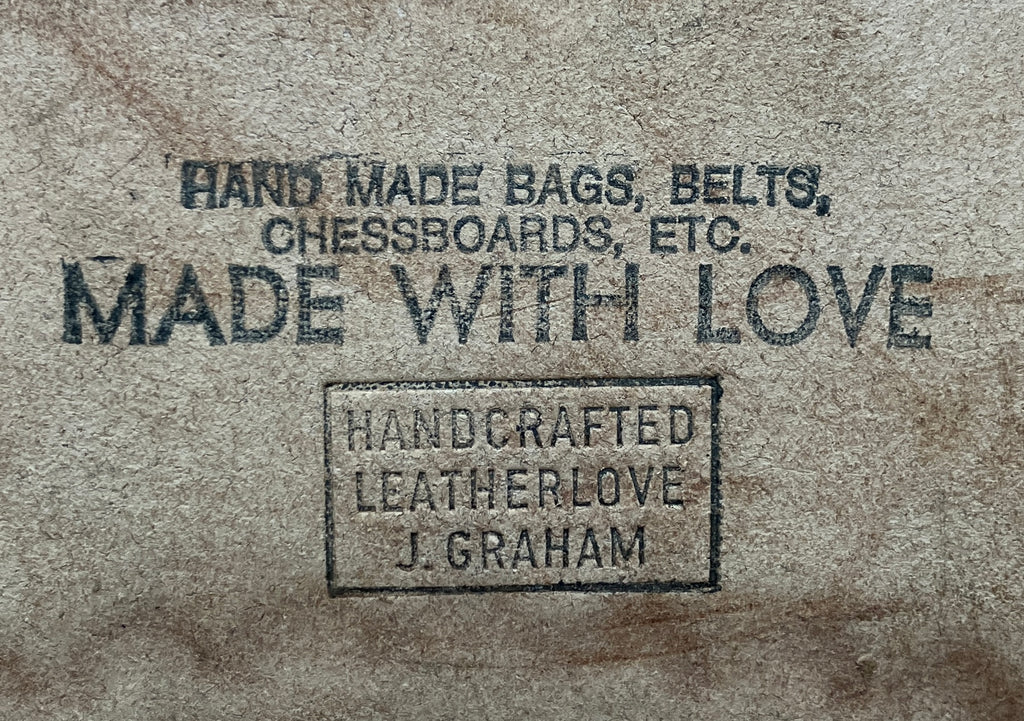 HAND MADE BAGS, BELTS,
CHESSBOARDS, ETC.
MADE WITH LOVE
HANDCRAFTED
LEATHERLOVE
J. GRAHAM